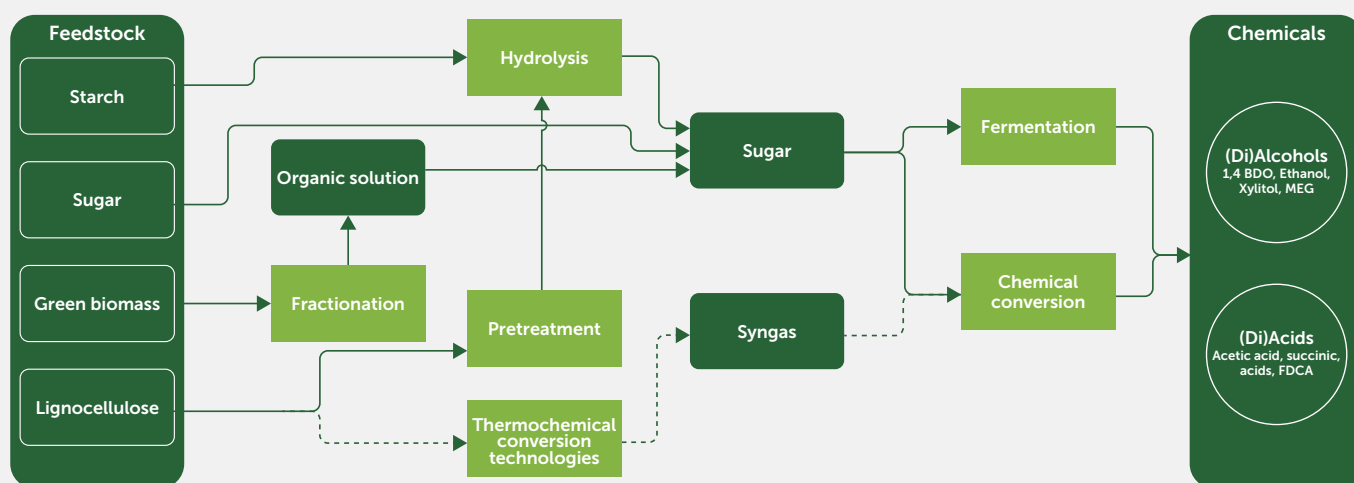 Feedstock
Starch
Sugar
Green biomass
Lignocellulose
Organic solution
Fractionation
Hydrolysis
Pretreatment
Thermochemical
conversion
technologies
Sugar
Syngas
Fermentation
Chemical
conversion
Chemicals
(Di)Alcohols
1,4 BDO, Ethanol,
Xylitol, MEG
(Di)Acids
Acetic acid, succinic,
acids, FDCA